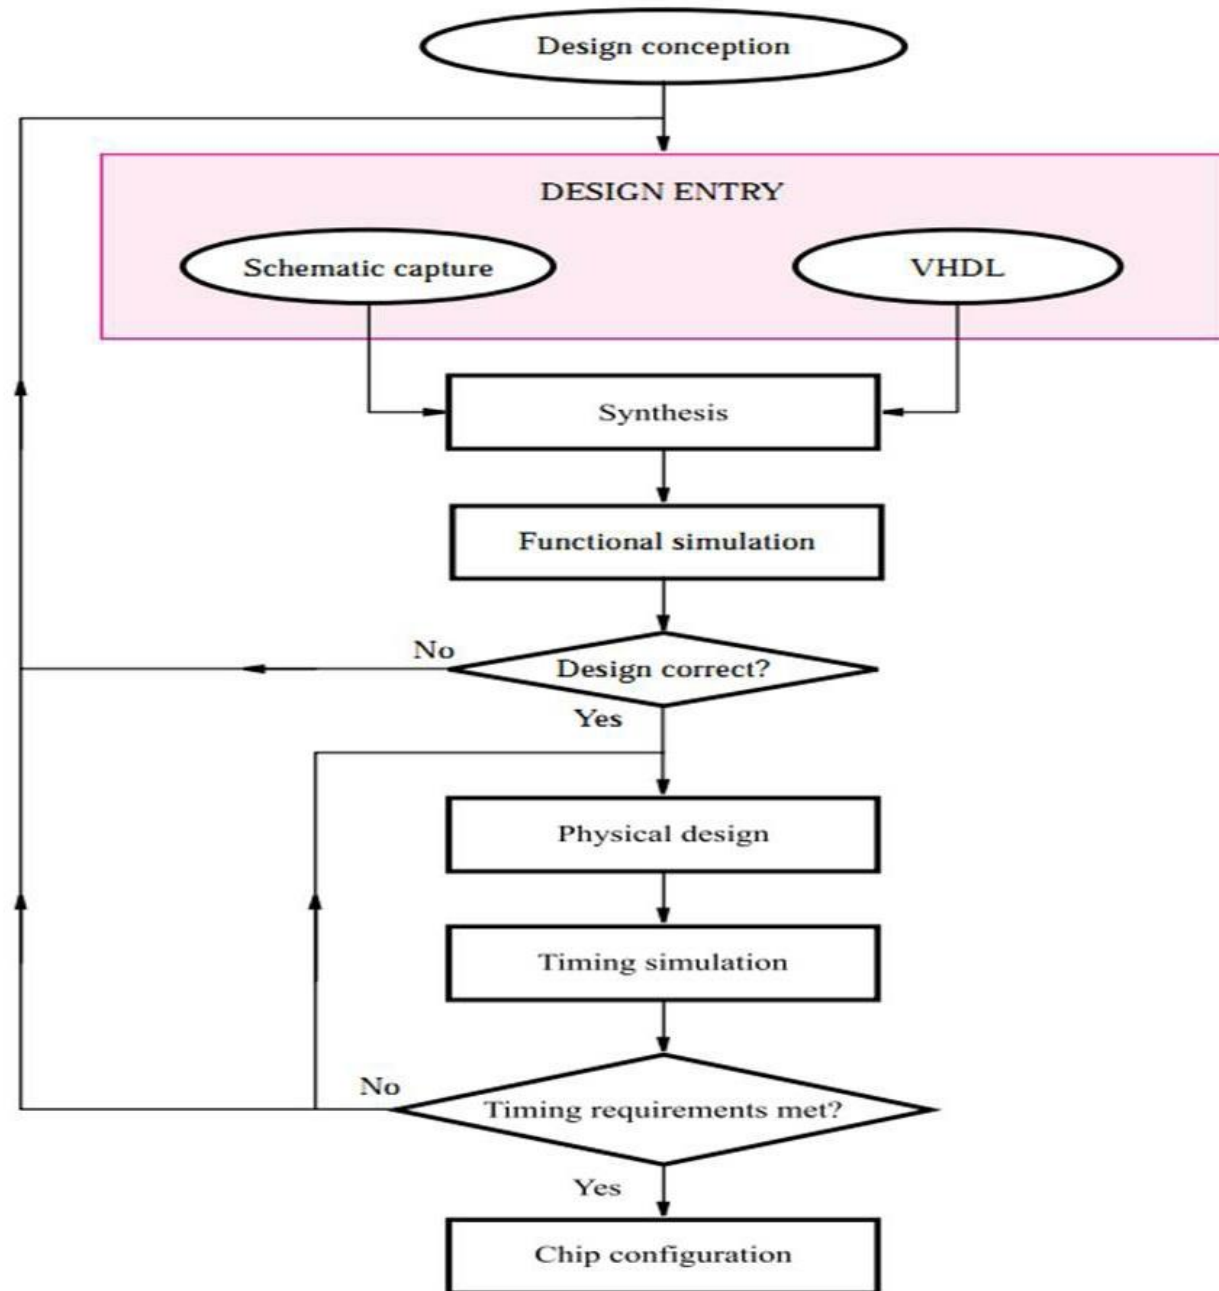 Design conception
DESIGN ENTRY
Schematic capture
VHDL
Synthesis
Functional simulation
No
Design correct?
Yes
Physical design
Timing simulation
No
Timing requirements met?
Yes
Chip configuration